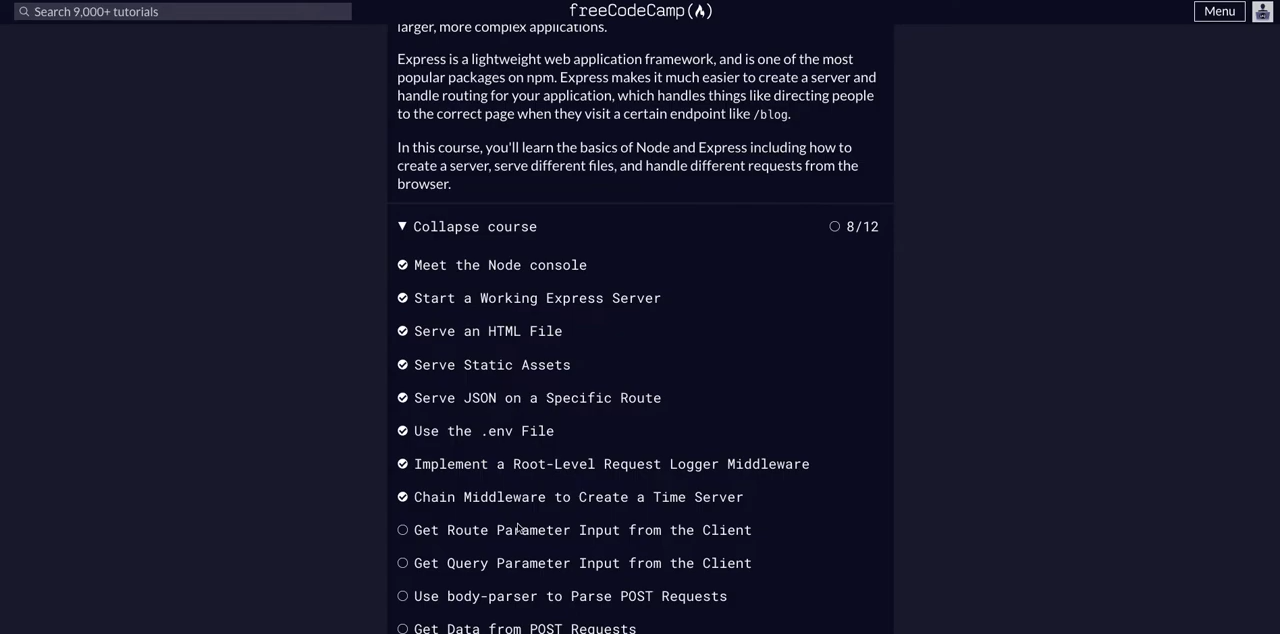 Search 9,000+ tutorials
freeCodeCamp
Menu
larger, more complex applications.
Express is a lightweight web application framework, and is one of the most
popular packages on npm. Express makes it much easier to create a server and
handle routing for your application, which handles things like directing people
to the correct page when they visit a certain endpoint like /blog.
In this course, you'll learn the basics of Node and Express including how to
create a server, serve different files, and handle different requests from the
browser.
Collapse course
8/12
Meet the Node console
Start a Working Express Server
Serve an HTML File
Serve Static Assets
Serve JSON on a Specific Route
Use the .env File
Implement a Root-Level Request Logger Middleware
Chain Middleware to Create a Time Server
Get Route Parameter Input from the Client
Get Query Parameter Input from the Client
Use body-parser to Parse POST Requests
Get Data from POST Requests